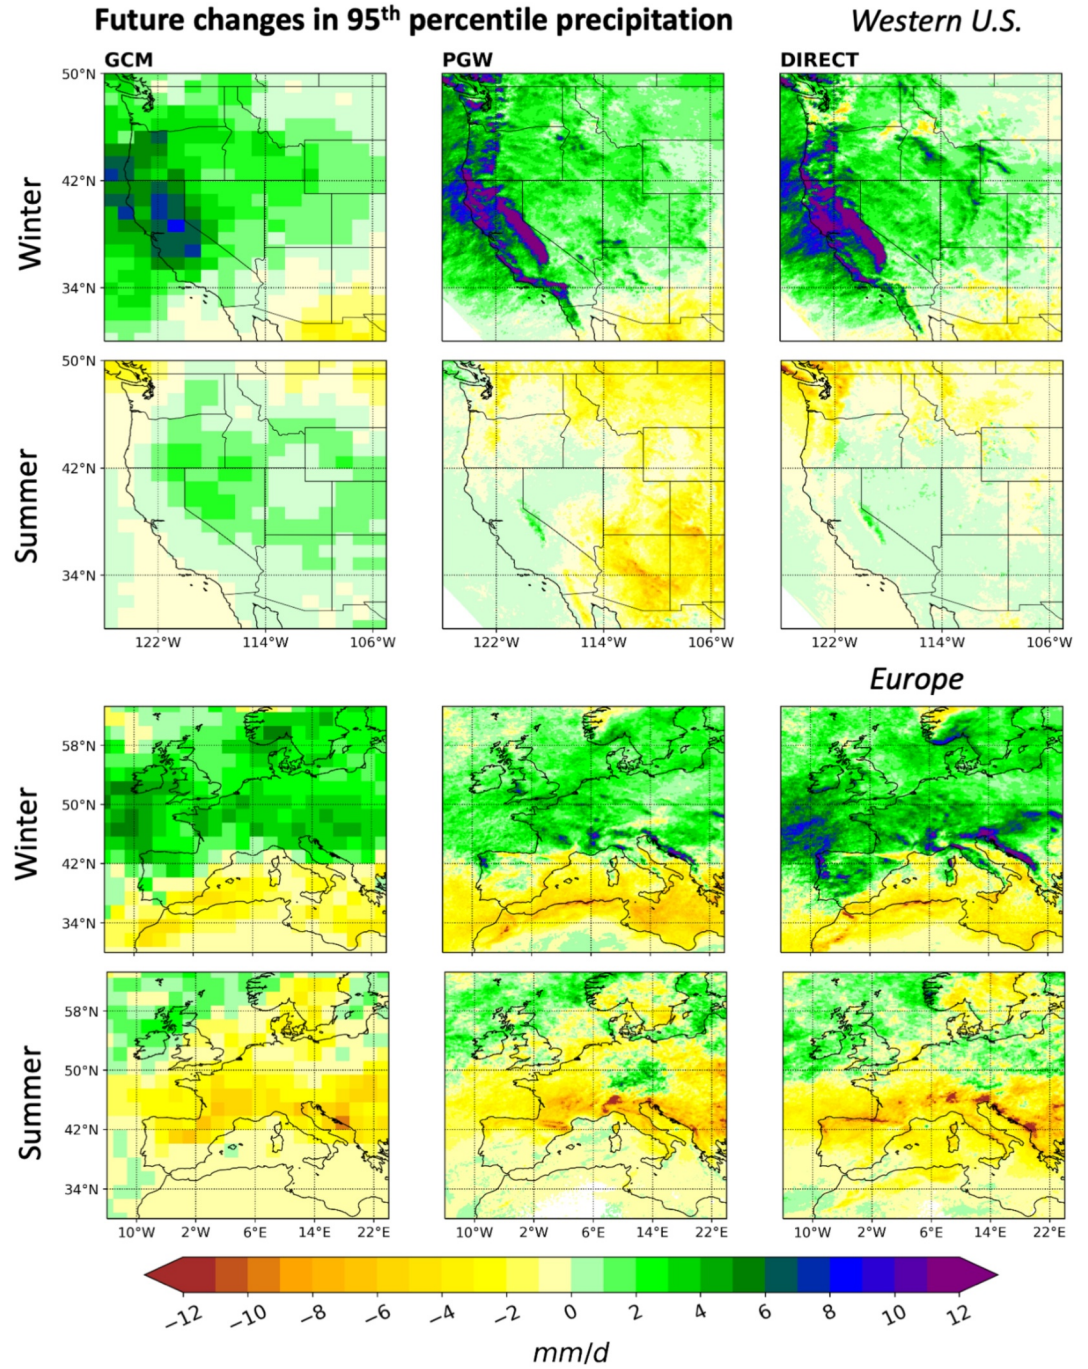 Future changes in 95th percentile precipitation
Western U.S.
GCM
PGW
DIRECT
Winter
50°N
42°N
34°N
Summer
50°N
42°N
34°N
122°W 114°W 106°W
122°W 114°W 106°W
122°W 114°W 106°W
Europe
Winter
58°N
50°N
42°N
34°N
Summer
58°N
50°N
42°N
34°N
10°W 2°W 6°E 14°E 22°E
10°W 2°W 6°E 14°E 22°E
10°W 2°W 6°E 14°E 22°E
−12 −10 −8 −6 −4 −2 0 2 4 6 8 10 12
mm/d